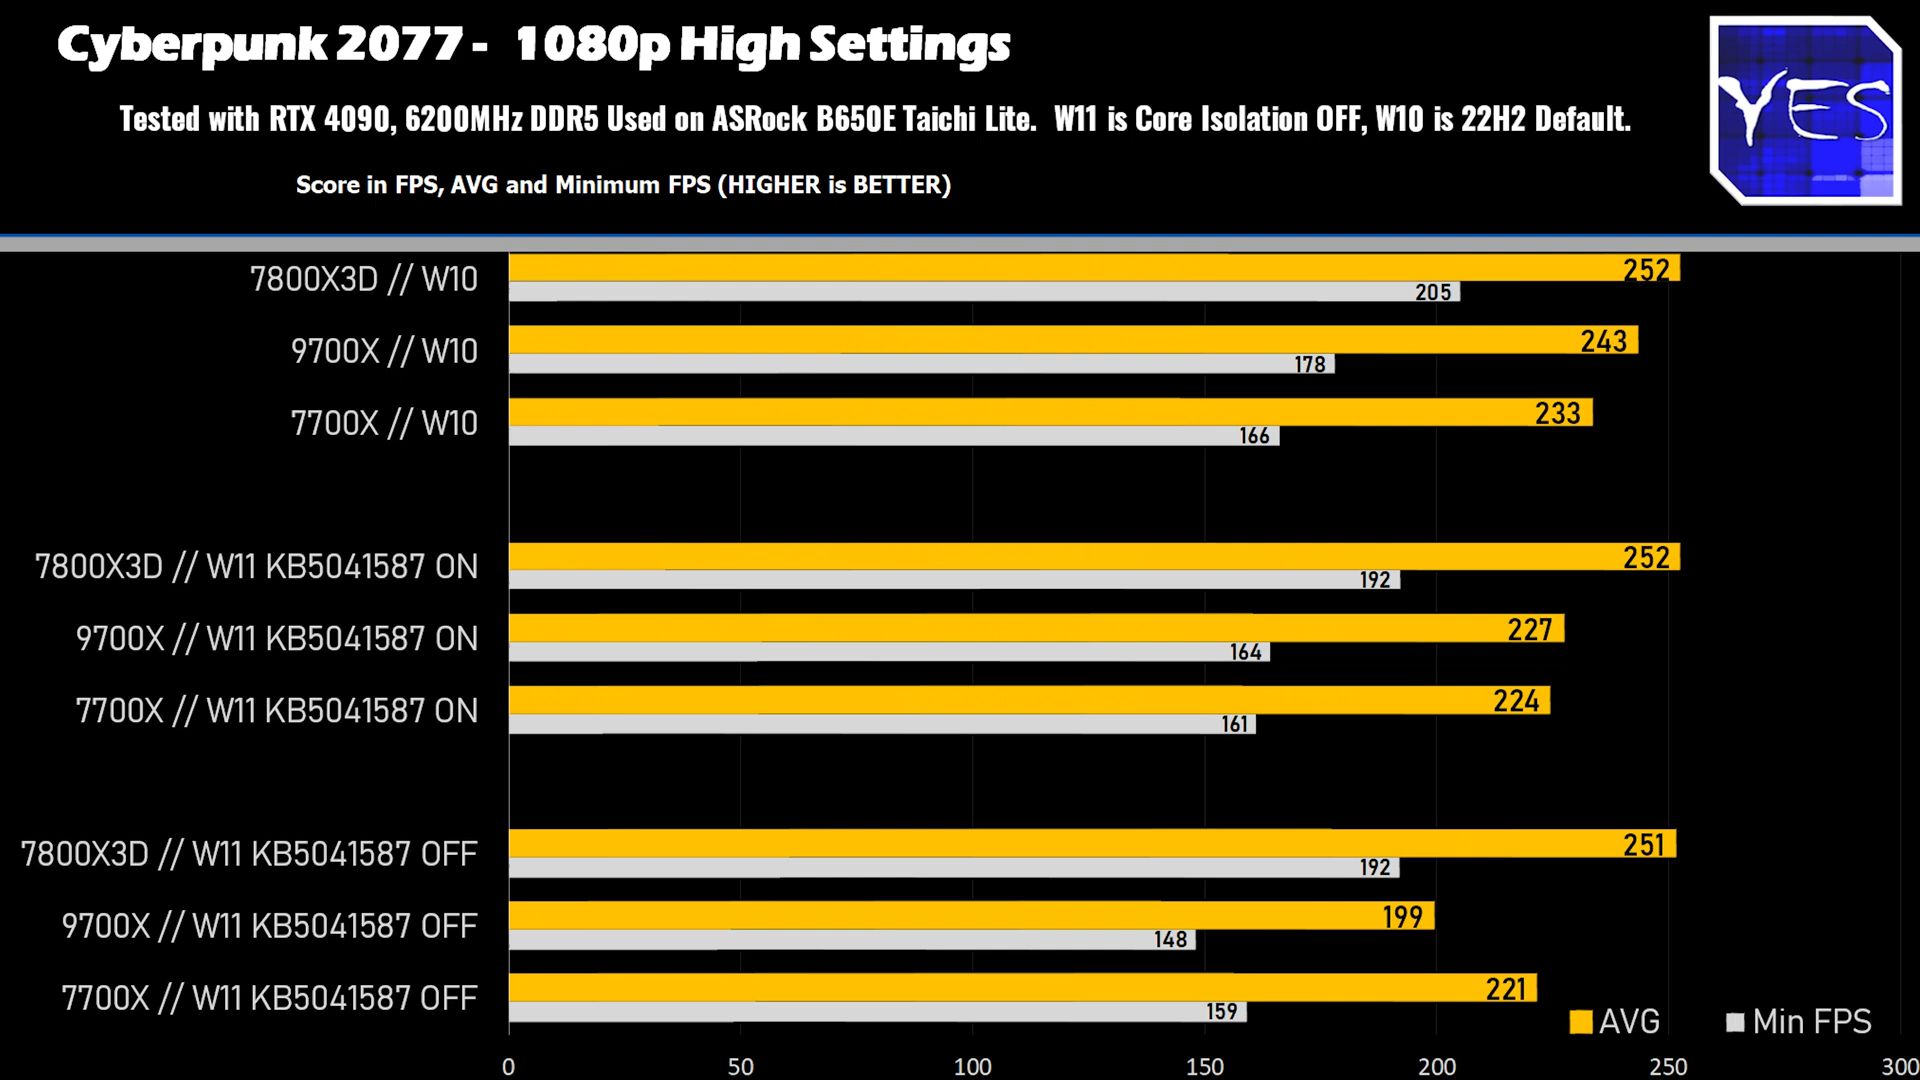 Cyberpunk 2077 - 1080p High Settings
Tested with RTX 4090, 6200MHz DDR5 Used on ASRock B650E Taichi Lite. W11 is Core Isolation OFF, W10 is 22H2 Default.
YES
Score in FPS, AVG and Minimum FPS (HIGHER is BETTER)
7800X3D // W10
252
205
9700X // W10
243
178
7700X // W10
233
166
7800X3D // W11 KB5041587 ON
252
192
9700X // W11 KB5041587 ON
227
164
7700X // W11 KB5041587 ON
224
161
7800X3D // W11 KB5041587 OFF
251
192
9700X // W11 KB5041587 OFF
199
148
7700X // W11 KB5041587 OFF
221
159
AVG
Min FPS
0 50 100 150 200 250 300